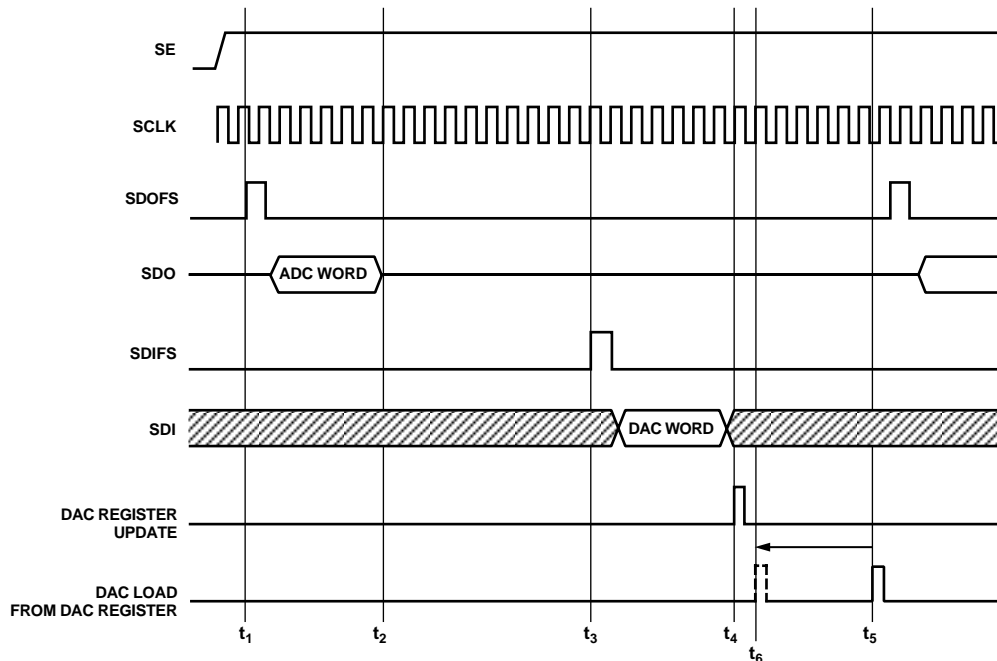 SE
SCLK
SDOFS
SDO
ADC WORD
SDIFS
SDI
DAC WORD
DAC REGISTER
UPDATE
DAC LOAD
FROM DAC REGISTER
t1
t2
t3
t4
t5
t6